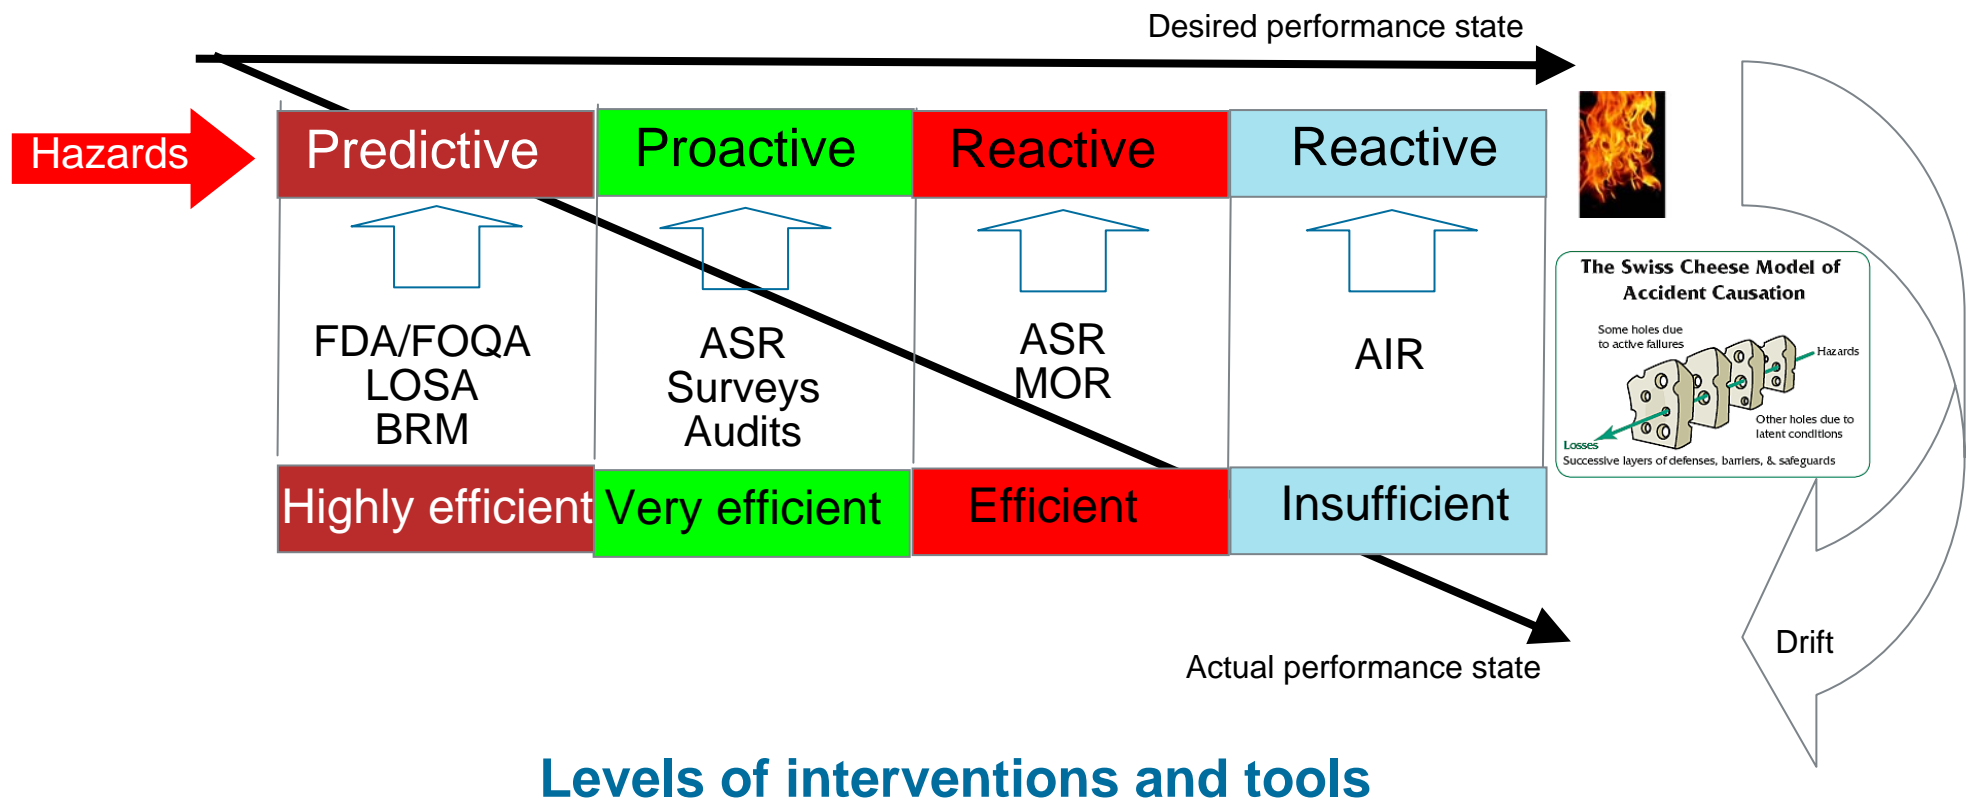 Desired performance state
Hazards
Predictive
Proactive
Reactive
Reactive
FDA/FOQA
LOSA
BRM
ASR
Surveys
Audits
ASR
MOR
AIR
Highly efficient
Very efficient
Efficient
Insufficient
The Swiss Cheese Model of
Accident Causation
Some holes due
to active failures
Hazards
Other holes due to
latent conditions
Losses
Successive layers of defenses, barriers, & safeguards
Drift
Actual performance state
Levels of interventions and tools